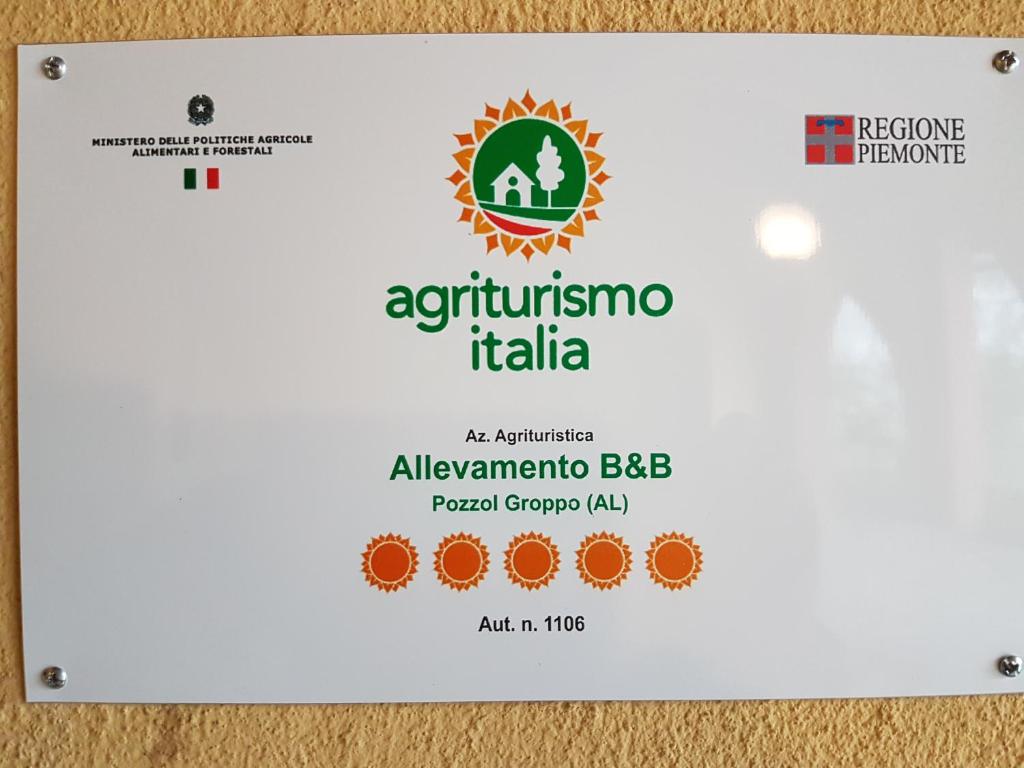 MINISTERO DELLE POLITICHE AGRICOLE
ALIMENTARI E FORESTALI
REGIONE
PIEMONTE
agriturismo
italia
Az. Agrituristica
Allevamento B&B
Pozzol Groppo (AL)
Aut. n. 1106